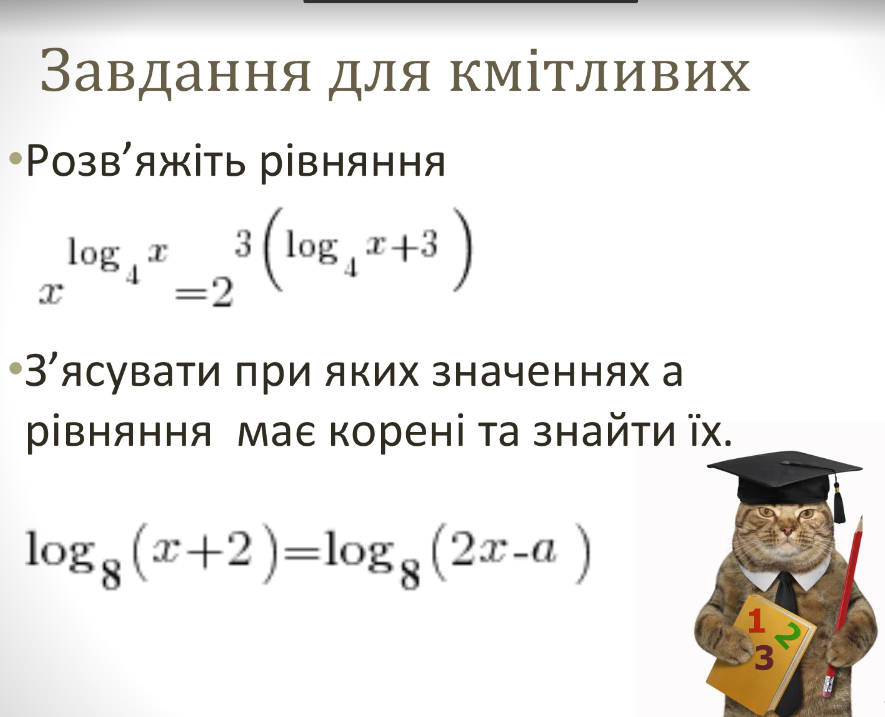 Завдання для кмітливих
•Розв’яжіть рівняння
x^{log_4 x}=2^{3(log_4 x+3)}
•З’ясувати при яких значеннях а
рівняння має корені та знайти їх.
log_8(x+2)=log_8(2x-a)
1 2
3